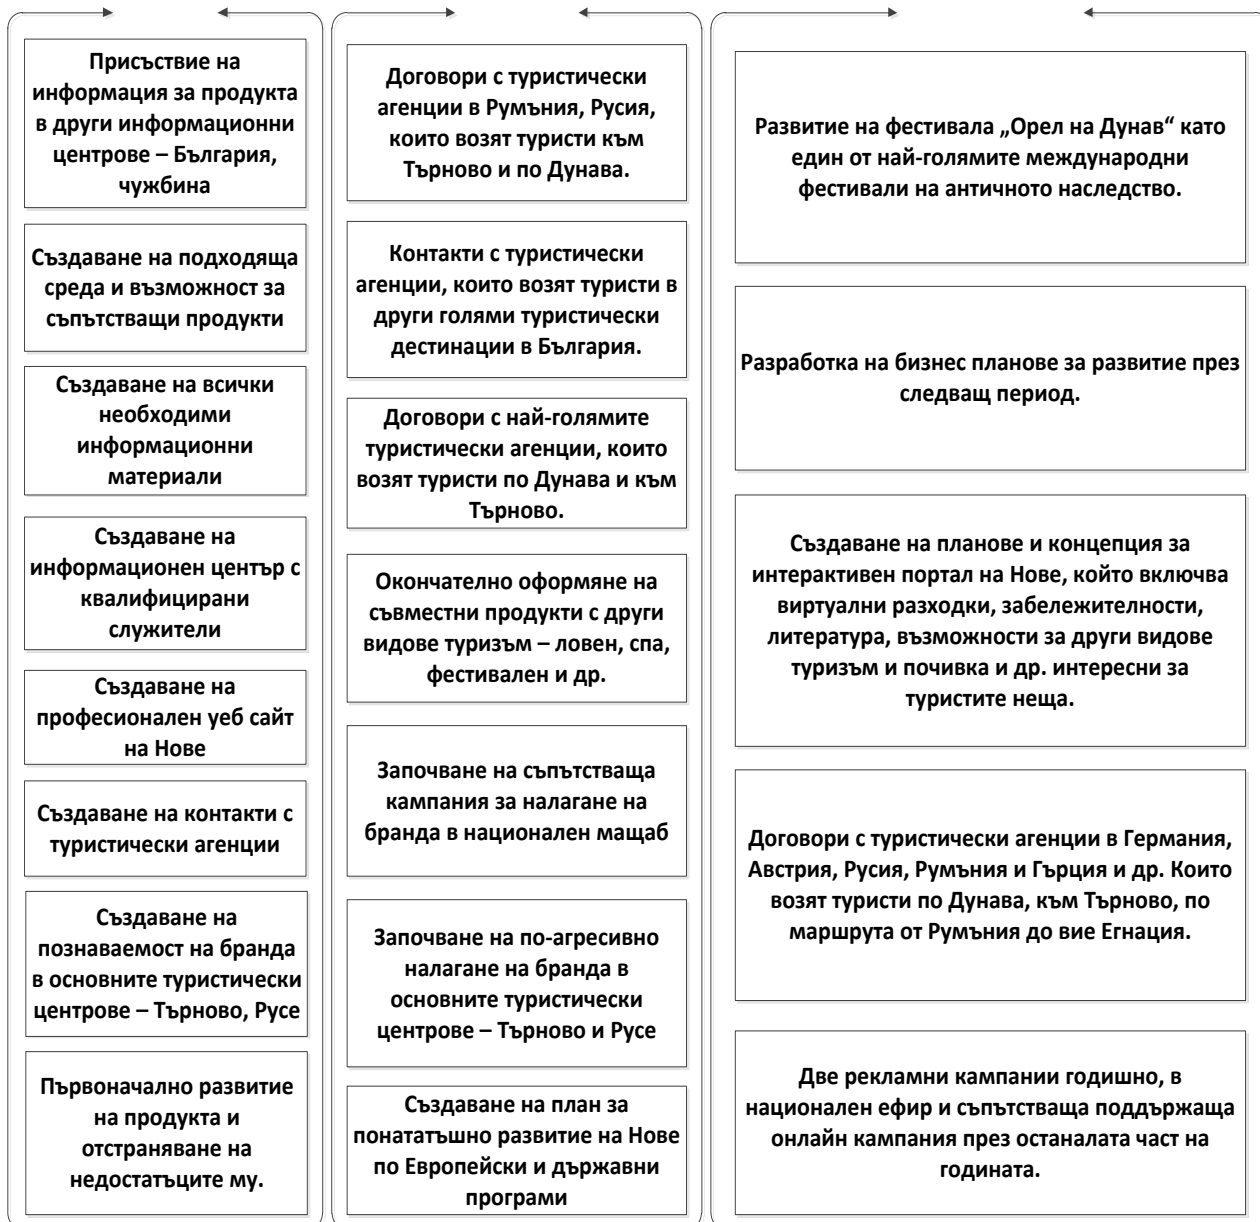 Присъствие на
информация за продукта
в други информационни
центрове – България,
чужбина
Създаване на подходяща
среда и възможност за
съпътстващи продукти
Създаване на всички
необходими
информационни
материали
Създаване на
информационен център с
квалифицирани
служители
Създаване на
професионален уеб сайт
на Нове
Създаване на контакти с
туристически агенции
Създаване на
познаваемост на бранда
в основните туристически
центрове – Търново, Русе
Първоначално развитие
на продукта и
отстраняване на
недостатъците му.
Договори с туристически
агенции в Румъния, Русия,
които возят туристи към
Търново и по Дунава.
Контакти с туристически
агенции, които возят туристи в
други голями туристически
дестинации в България.
Договори с най-голямите
туристически агенции, които
возят туристи по Дунава и към
Търново.
Окончателно оформяне на
съвместни продукти с други
видове туризъм – ловен, спа,
фестивален и др.
Започване на съпътстваща
кампания за налагане на
бранда в национален мащаб
Започване на по-агресивно
налагане на бранда в
основните туристически
центрове – Търново и Русе
Създаване на план за
понататъшно развитие на Нове
по Европейски и държавни
програми
Развитие на фестивала „Орел на Дунав“ като
един от най-голямите международни
фестивали на античното наследство.
Разработка на бизнес планове за развитие през
следващ период.
Създаване на планове и концепция за
интерактивен портал на Нове, който включва
виртуални разходки, забележителности,
литература, възможности за други видове
туризъм и почивка и др. интересни за
туристите неща.
Договори с туристически агенции в Германия,
Австрия, Русия, Румъния и Гърция и др. Които
возят туристи по Дунава, към Търново, по
маршрута от Румъния до вие Егнация.
Две рекламни кампании годишно, в
национален ефир и съпътстваща поддържаща
онлайн кампания през останалата част на
годината.